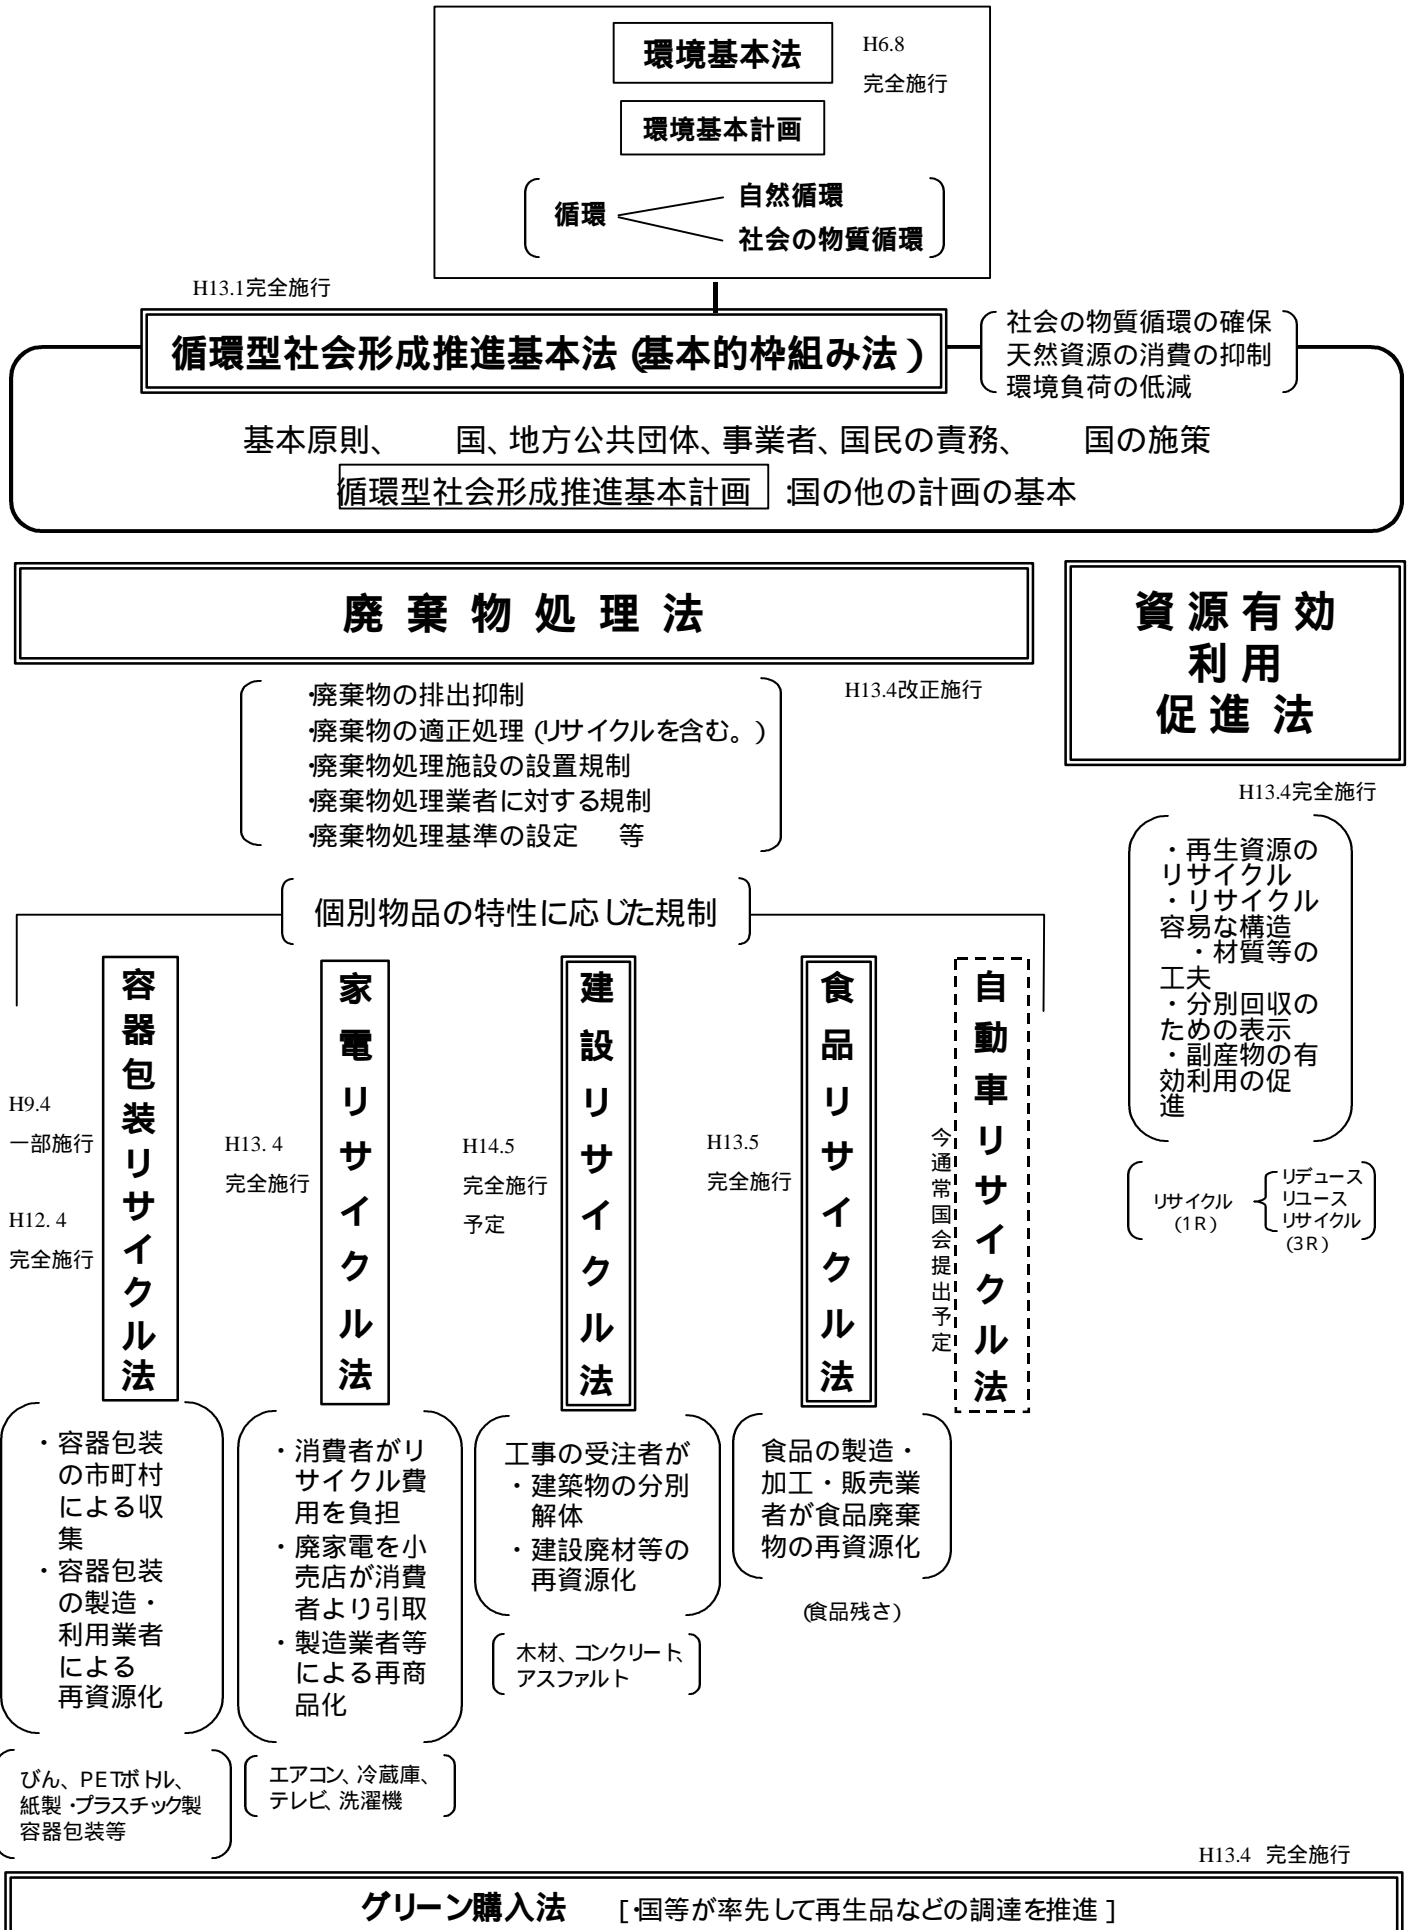 環境基本法
H6.8
完全施行
環境基本計画
循環
自然循環
社会の物質循環
H13.1完全施行
循環型社会形成推進基本法（基本的枠組み法）
社会の物質循環の確保
天然資源の消費の抑制
環境負荷の低減
基本原則、　国、地方公共団体、事業者、国民の責務、　国の施策
循環型社会形成推進基本計画　：国の他の計画の基本
廃棄物処理法
H13.4改正施行
・廃棄物の排出抑制
・廃棄物の適正処理（リサイクルを含む。）
・廃棄物処理施設の設置規制
・廃棄物処理業者に対する規制
・廃棄物処理基準の設定　等
資源有効
利用
促進法
H13.4完全施行
・再生資源の
リサイクル
・リサイクル
容易な構造
・材質等の
工夫
・分別回収の
ための表示
・副産物の有
効利用の促
進
リサイクル
(1R)
リデュース
リユース
リサイクル
(3R)
個別物品の特性に応じた規制
容器包装リサイクル法
H9.4
一部施行
H12.4
完全施行
・容器包装
の市町村
による収
集
・容器包装
の製造・
利用業者
による
再資源化
びん、PETボトル、
紙製・プラスチック製
容器包装等
家電リサイクル法
H13.4
完全施行
・消費者がリ
サイクル費
用を負担
・廃家電を小
売店が消費
者より引取
・製造業者等
による再商
品化
エアコン、冷蔵庫、
テレビ、洗濯機
建設リサイクル法
H14.5
完全施行
予定
工事の受注者が
・建築物の分別
解体
・建設廃材等の
再資源化
木材、コンクリート、
アスファルト
食品リサイクル法
H13.5
完全施行
食品の製造・
加工・販売業
者が食品廃棄
物の再資源化
（食品残さ）
自動車リサイクル法
今通常国会提出予定
H13.4 完全施行
グリーン購入法　[・国等が率先して再生品などの調達を推進]